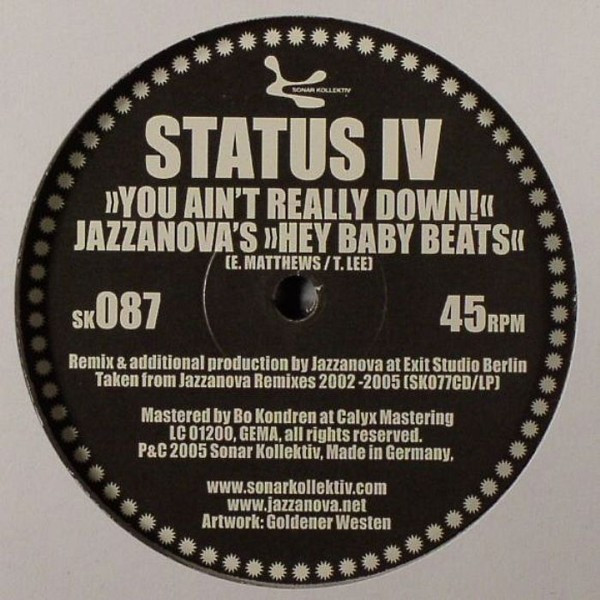 SONAR KOLLEKTIV
STATUS IV
»YOU AIN'T REALLY DOWN!«
JAZZANOVA'S »HEY BABY BEATS«
(E. MATTHEWS / T. LEE)
SK087
45RPM
Remix & additional production by Jazzanova at Exit Studio Berlin
Taken from Jazzanova Remixes 2002 -2005 (SK077CD/LP)
Mastered by Bo Kondren at Calyx Mastering
LC 01200, GEMA, all rights reserved.
P&C 2005 Sonar Kollektiv, Made in Germany,
www.sonarkollektiv.com
www.jazzanova.net
Artwork: Goldener Westen